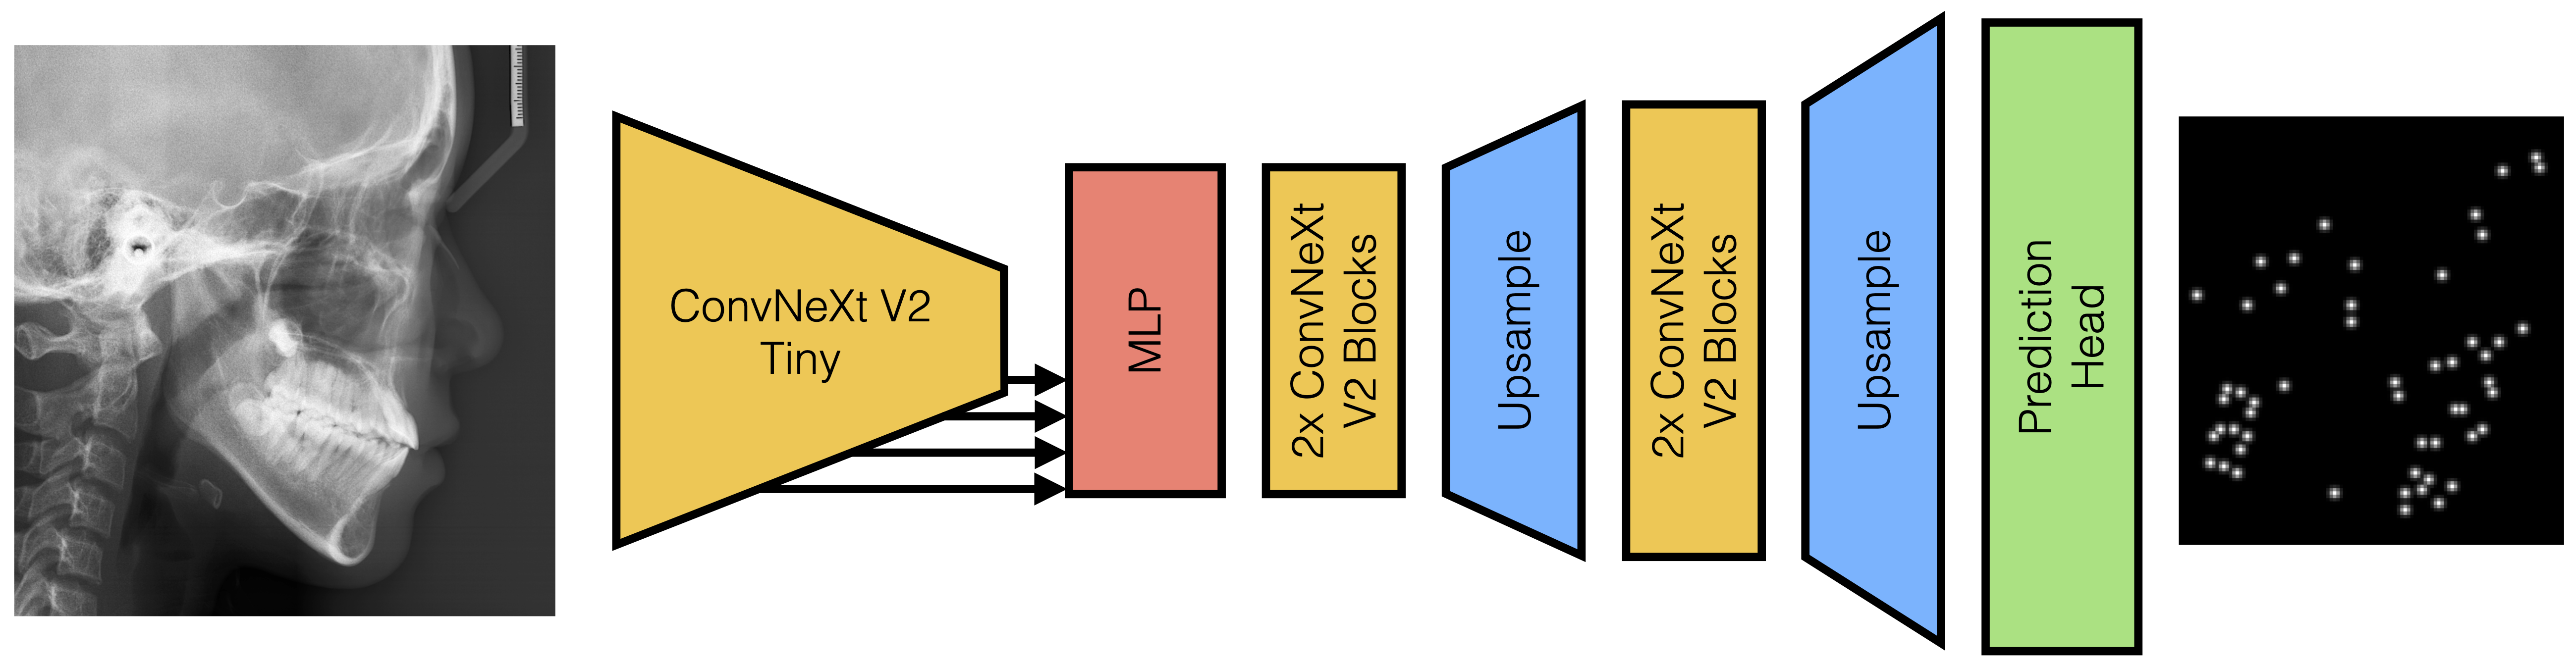 ConvNeXt V2
Tiny
MLP
2x ConvNeXt
V2 Blocks
Upsample
2x ConvNeXt
V2 Blocks
Upsample
Prediction
Head